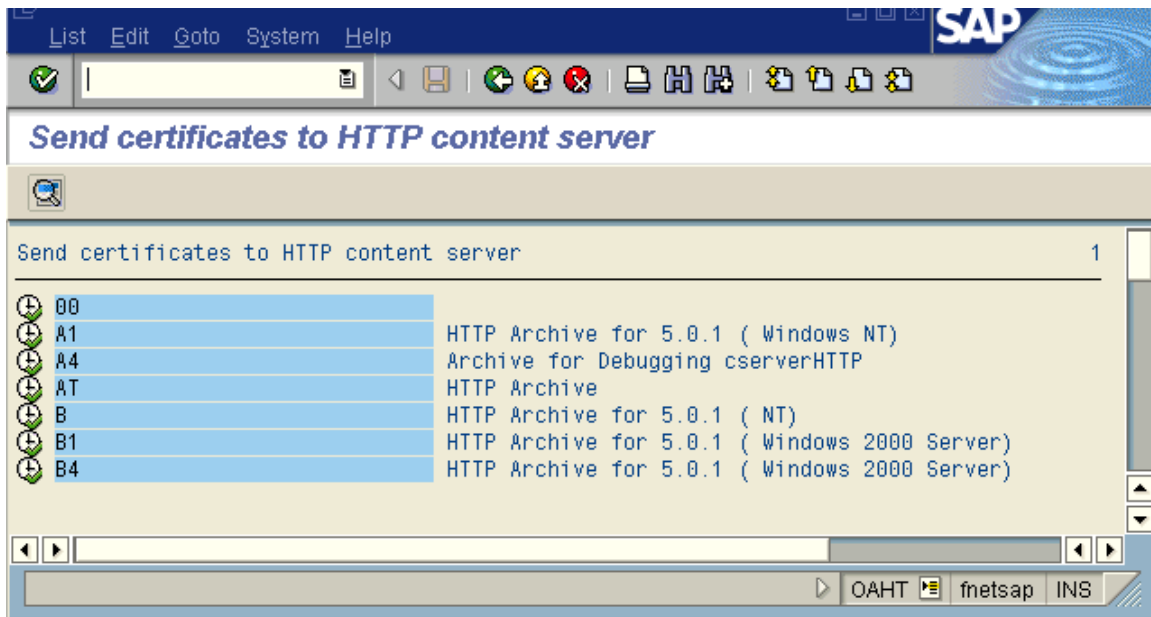 SAP
List Edit Goto System Help
Send certificates to HTTP content server
Send certificates to HTTP content server 1
00
A1 HTTP Archive for 5.0.1 ( Windows NT)
A4 Archive for Debugging cserverHTTP
AT HTTP Archive
B HTTP Archive for 5.0.1 ( NT)
B1 HTTP Archive for 5.0.1 ( Windows 2000 Server)
B4 HTTP Archive for 5.0.1 ( Windows 2000 Server)
OAHT fnetsap INS